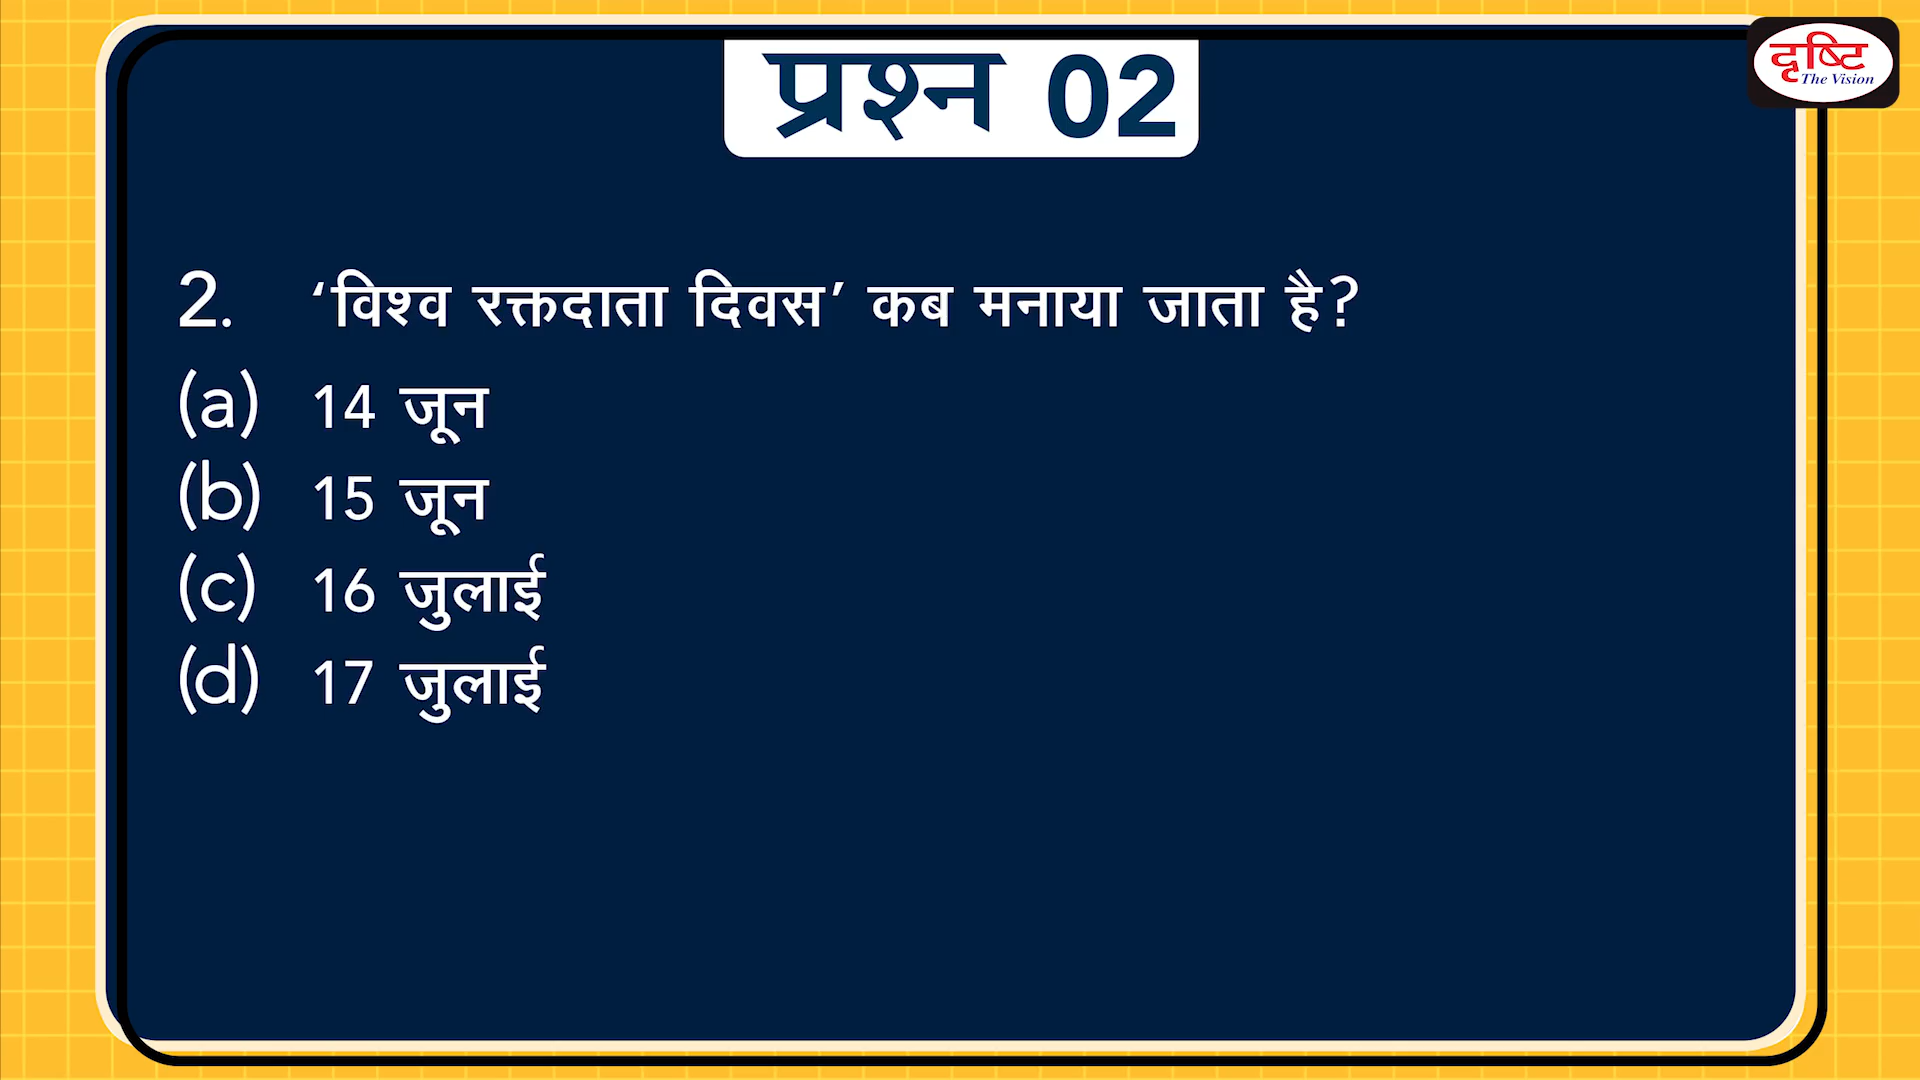 प्रश्न 02
दृष्टि
The Vision
2. ‘विश्व रक्तदाता दिवस’ कब मनाया जाता है?
(a) 14 जून
(b) 15 जून
(c) 16 जुलाई
(d) 17 जुलाई